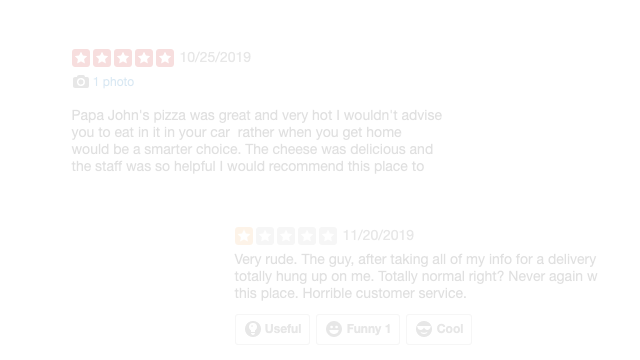 10/25/2019
1 photo
Papa John's pizza was great and very hot I wouldn't advise
you to eat in it in your car rather when you get home
would be a smarter choice. The cheese was delicious and
the staff was so helpful I would recommend this place to
11/20/2019
Very rude. The guy, after taking all of my info for a delivery
totally hung up on me. Totally normal right? Never again w
this place. Horrible customer service.
Useful Funny 1 Cool